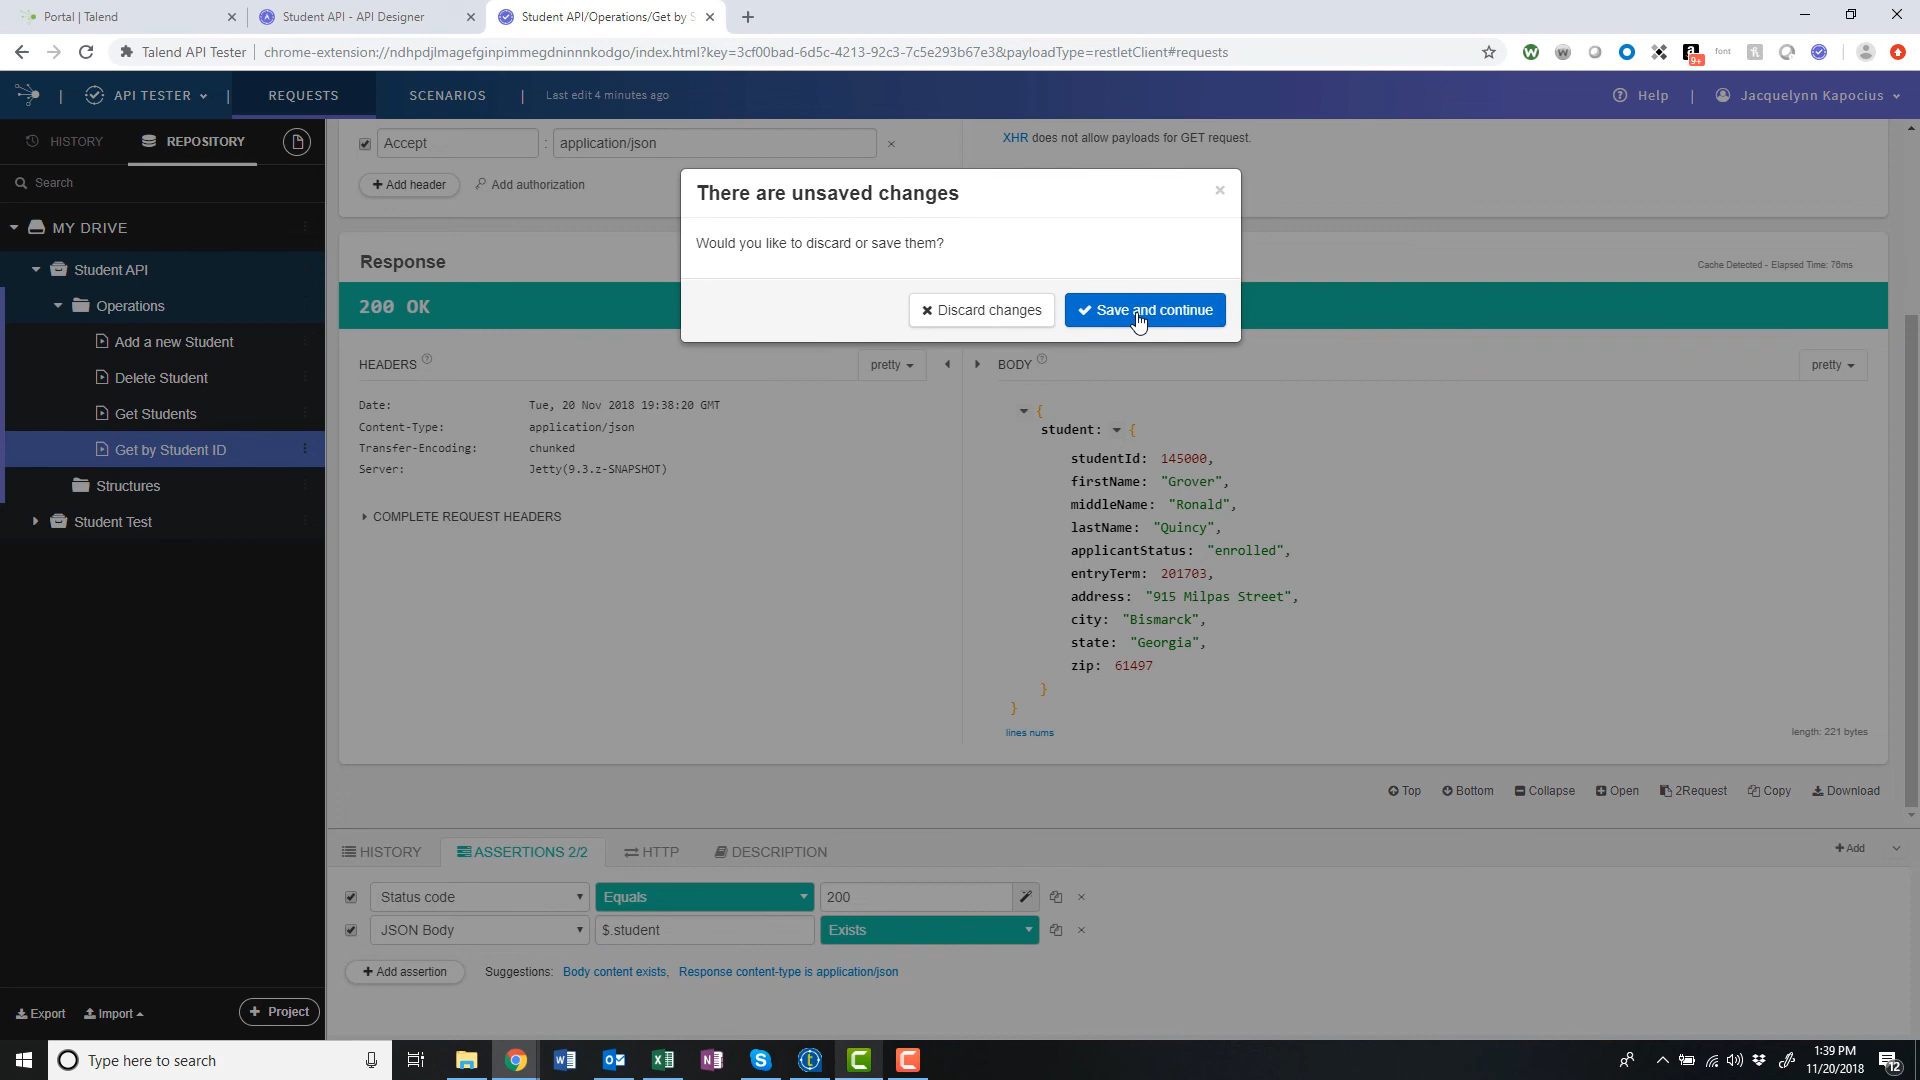 Portal | Talend
Student API - API Designer
Student API/Operations/Get by S
Talend API Tester
chrome-extension://ndhpdjlmagefginpimmegdninnnkodgo/index.html?key=3cf00bad-6d5c-4213-92c3-7c5e293b67e3&payloadType=restletClient#requests
font
9+
API TESTER
REQUESTS
SCENARIOS
Last edit 4 minutes ago
Help
Jacquelynn Kapocius
HISTORY
REPOSITORY
Accept : application/json
XHR does not allow payloads for GET request.
Search
Add header
Add authorization
There are unsaved changes
Would you like to discard or save them?
Discard changes
Save and continue
MY DRIVE
Student API
Operations
Add a new Student
Delete Student
Get Students
Get by Student ID
Structures
Student Test
Response
Cache Detected - Elapsed Time: 76ms
200 OK
HEADERS
pretty
BODY
pretty
Date: Tue, 20 Nov 2018 19:38:20 GMT
Content-Type: application/json
Transfer-Encoding: chunked
Server: Jetty(9.3.z-SNAPSHOT)
COMPLETE REQUEST HEADERS
{
student: {
studentId: 145000,
firstName: "Grover",
middleName: "Ronald",
lastName: "Quincy",
applicantStatus: "enrolled",
entryTerm: 201703,
address: "915 Milpas Street",
city: "Bismarck",
state: "Georgia",
zip: 61497
}
}
lines nums
length: 221 bytes
Top
Bottom
Collapse
Open
2Request
Copy
Download
HISTORY
ASSERTIONS 2/2
HTTP
DESCRIPTION
Add
Status code Equals 200
JSON Body $.student Exists
Add assertion
Suggestions: Body content exists, Response content-type is application/json
Export
Import
Project
Type here to search
1:39 PM
11/20/2018
12